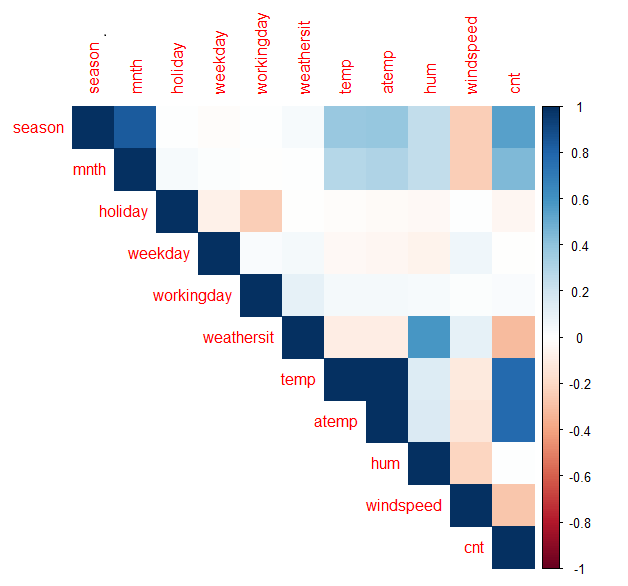 season
mnth
holiday
weekday
workingday
weathersit
temp
atemp
hum
windspeed
cnt
season
mnth
holiday
weekday
workingday
weathersit
temp
atemp
hum
windspeed
cnt
1
0.8
0.6
0.4
0.2
0
-0.2
-0.4
-0.6
-0.8
-1